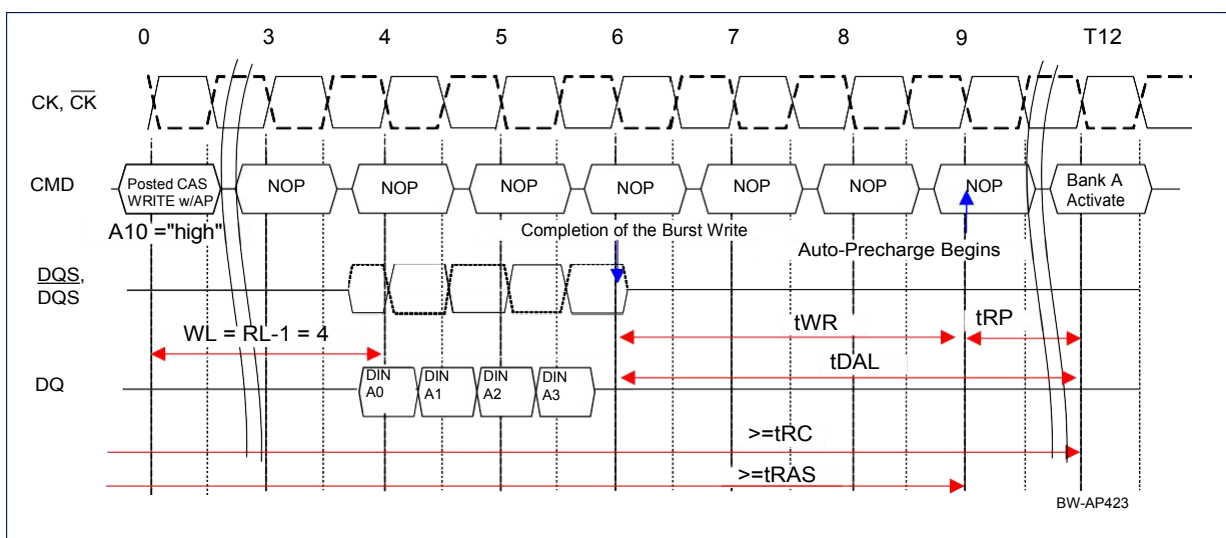 0 3 4 5 6 7 8 9 T12
CK, CK
CMD
Posted CAS
WRITE w/AP
NOP NOP NOP NOP NOP NOP NOP
Bank A
Activate
A10 ="high"
Completion of the Burst Write
Auto-Precharge Begins
DQS,
DQS
WL = RL-1 = 4
tWR
tRP
tDAL
DQ
DIN
A0
DIN
A1
DIN
A2
DIN
A3
>=tRC
>=tRAS
BW-AP423